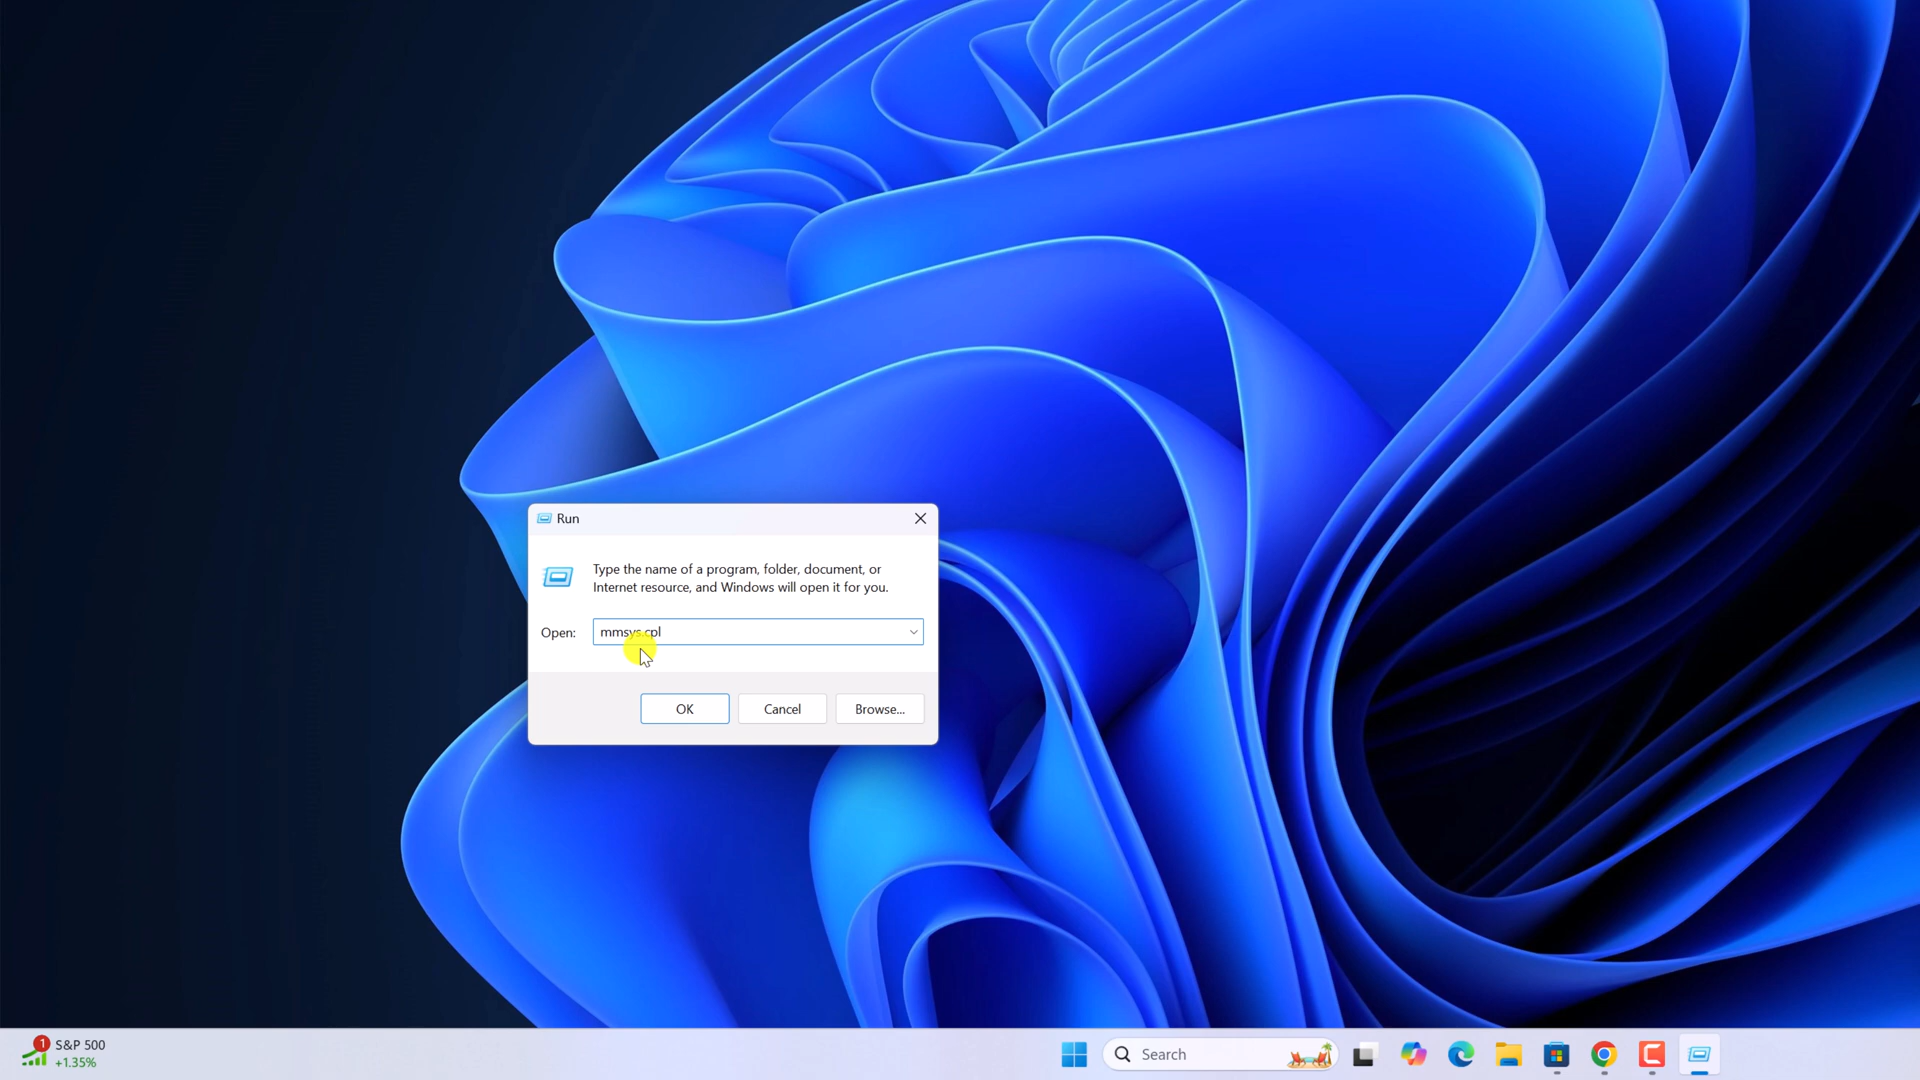 Run
Type the name of a program, folder, document, or
Internet resource, and Windows will open it for you.
Open: mmsys.cpl
OK Cancel Browse...
1 S&P 500
+1.35%
Search